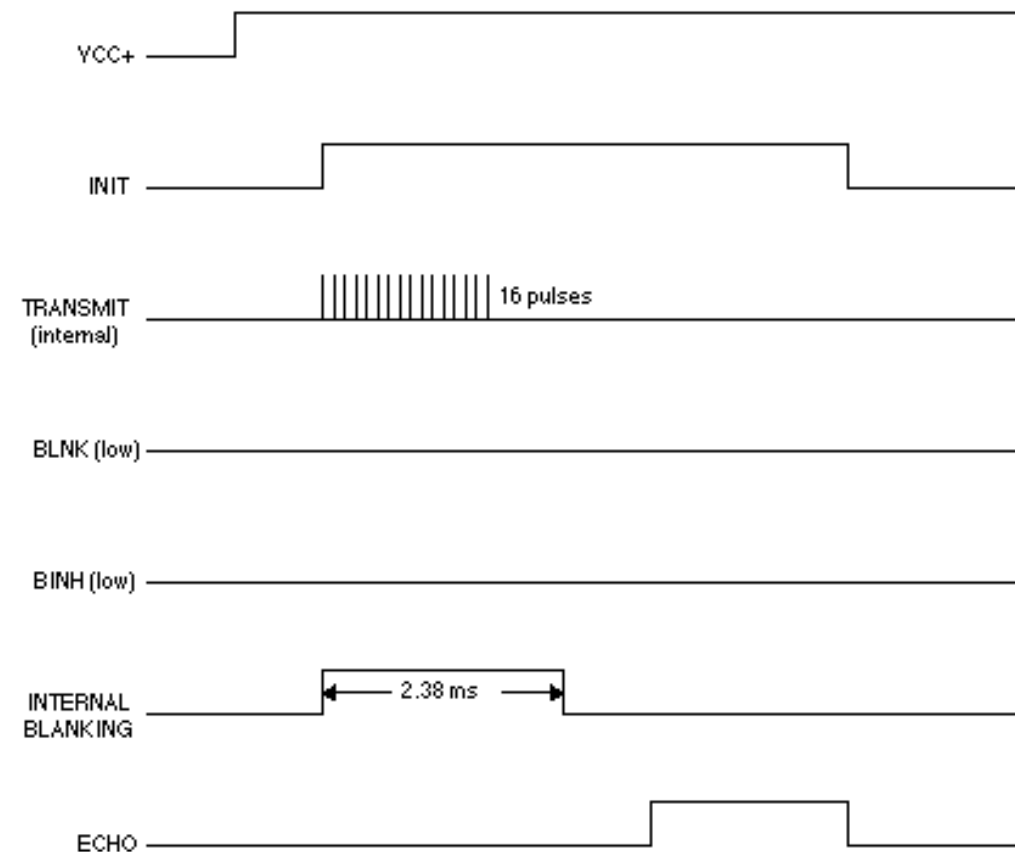 VCC+
INIT
16 pulses
TRANSMIT
(internal)
BLNK (low)
BINH (low)
2.38 ms
INTERNAL
BLANKING
ECHO